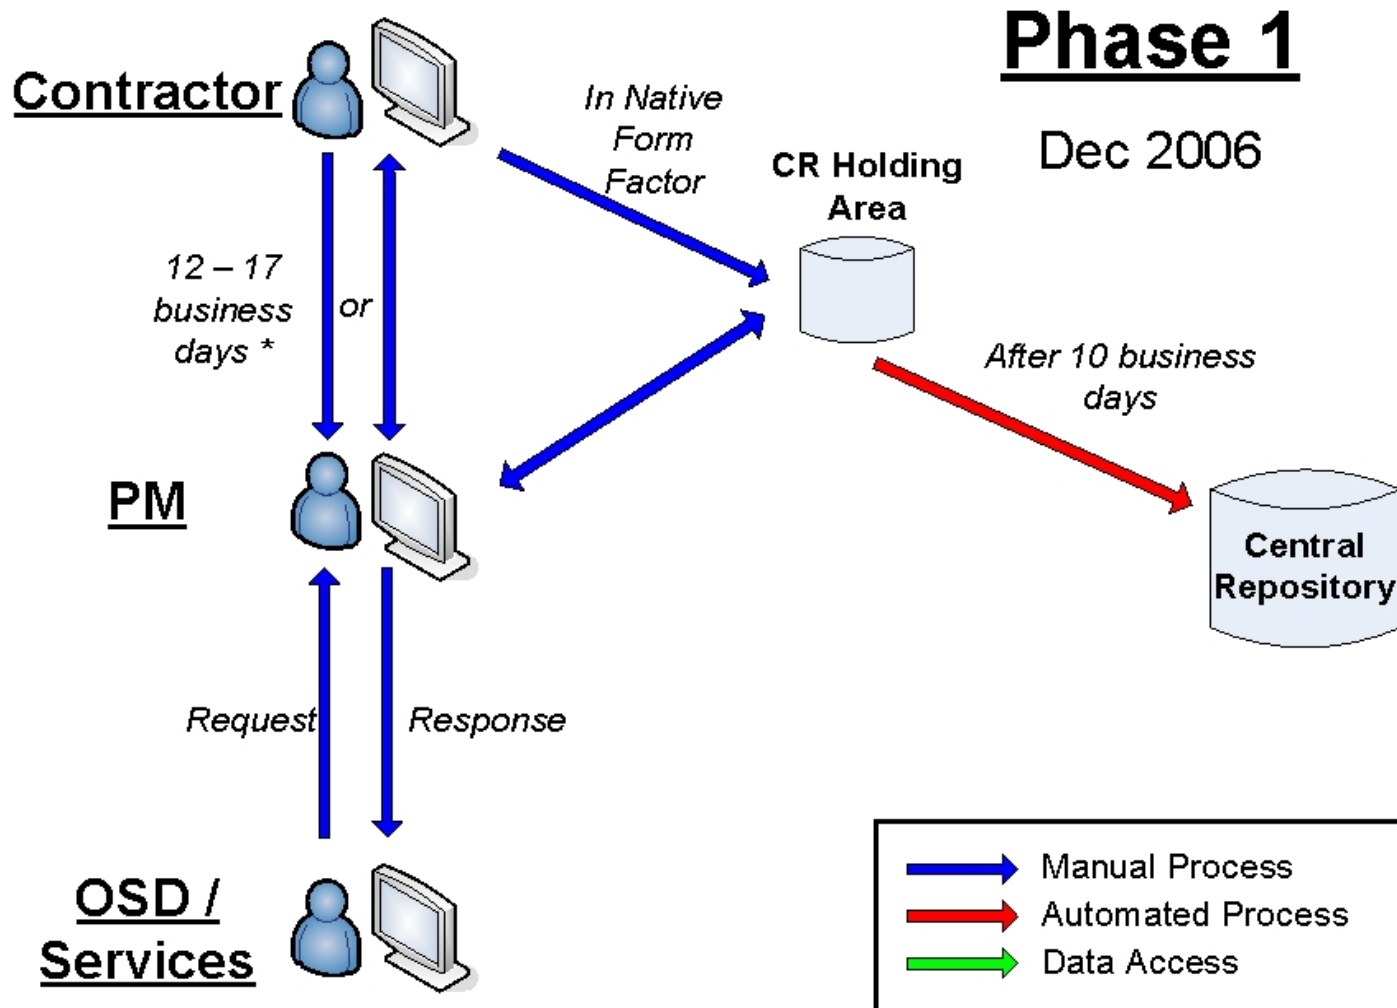 Phase 1
Dec 2006
Contractor
In Native
Form
Factor
CR Holding
Area
12 – 17
business
days *
or
After 10 business
days
PM
Central
Repository
Request
Response
OSD /
Services
Manual Process
Automated Process
Data Access